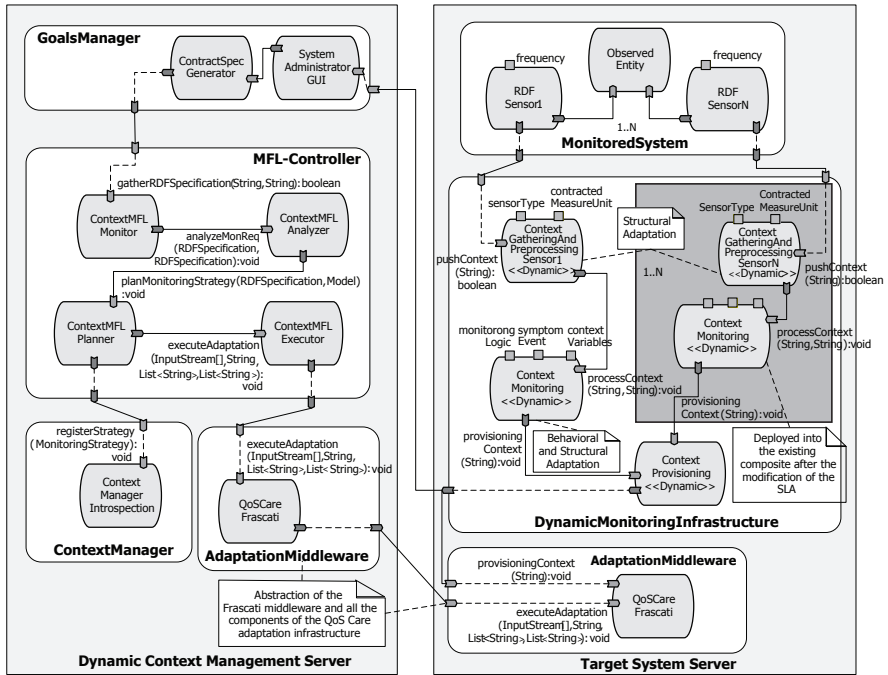 GoalsManager
ContractSpec
Generator
System
Administrator
GUI
MFL-Controller
gatherRDFSpecification(String,String):boolean
ContextMFL
Monitor
analyzeMonReq
(RDFSpecification,
RDFSpecification):void
ContextMFL
Analyzer
planMonitoringStrategy(RDFSpecification,Model)
:void
ContextMFL
Planner
executeAdaptation
(InputStream[],String,
List<String>,List<String>):
void
ContextMFL
Executor
registerStrategy
(MonitoringStrategy):
void
Context
Manager
Introspection
ContextManager
executeAdaptation
(InputStream[],String,
List<String>,List<String>):void
QoSCare
Frascati
AdaptationMiddleware
Abstraction of the
Frascati middleware and all the
components of the QoS Care
adaptation infrastructure
Dynamic Context Management Server
frequency
RDF
Sensor1
Observed
Entity
frequency
RDF
SensorN
1..N
MonitoredSystem
sensorType
contracted
MeasureUnit
Context
GatheringAnd
Preprocessing
Sensor1
<<Dynamic>>
pushContext
(String):
boolean
Structural
Adaptation
1..N
SensorType
Contracted
MeasureUnit
Context
GatheringAnd
Preprocessing
SensorN
<<Dynamic>>
pushContext
(String):boolean
Context
Monitoring
<<Dynamic>>
processContext
(String,String):void
monitorong
Logic
symptom
Event
context
Variables
Context
Monitoring
<<Dynamic>>
processContext
(String,String):void
provisioning
Context(String):void
provisioning
Context
(String):void
Behavioral
and Structural
Adaptation
Context
Provisioning
<<Dynamic>>
Deployed into
the existing
composite after the
modification of the
SLA
DynamicMonitoringInfrastructure
AdaptationMiddleware
provisioningContext
(String):void
executeAdaptation
(InputStream[],String,
List<String>,List<String>):void
QoSCare
Frascati
Target System Server